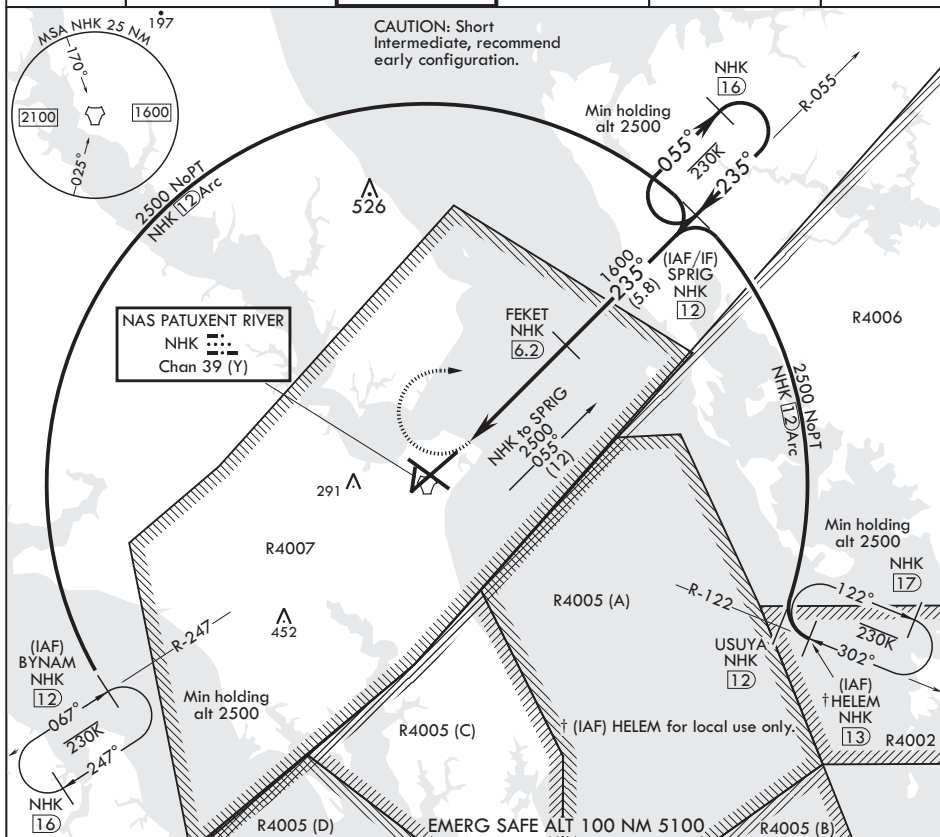 MSA NHK 25 NM
197
170°
2100
1600
025°
CAUTION: Short
Intermediate, recommend
early configuration.
NHK
16
R-055
Min holding
alt 2500
055°
230K
235°
2500 NoPT
NHK 12 Arc
526
(IAF/IF)
SPRIG
NHK
12
1600
235°
(5.8)
FEKET
NHK
6.2
R4006
NAS PATUXENT RIVER
NHK
Chan 39 (Y)
2500 NoPT
NHK 12 Arc
NHK to SPRIG
2500
055°
(12)
291
R4007
Min holding
alt 2500
NHK
17
R4005 (A)
R-122
122°
230K
302°
452
R-247
USUYA
NHK
12
(IAF)
BYNAM
NHK
12
Min holding
alt 2500
(IAF)
†HELEM
NHK
13
067°
230K
247°
NHK
16
R4005 (C)
† (IAF) HELEM for local use only.
R4002
R4005 (D)
EMERG SAFE ALT 100 NM 5100
R4005 (B)